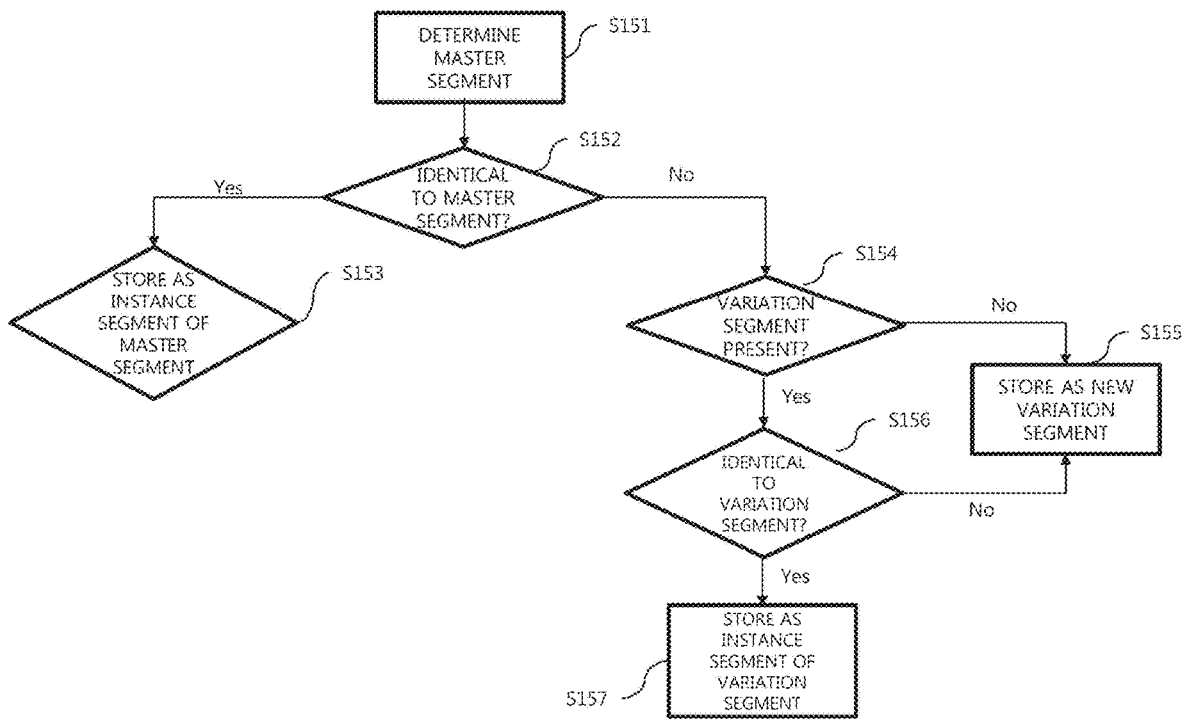 DETERMINE
MASTER
SEGMENT
S151
IDENTICAL
TO MASTER
SEGMENT?
S152
Yes
No
STORE AS
INSTANCE
SEGMENT OF
MASTER
SEGMENT
S153
VARIATION
SEGMENT
PRESENT?
S154
No
Yes
STORE AS NEW
VARIATION
SEGMENT
S155
IDENTICAL
TO
VARIATION
SEGMENT?
S156
No
Yes
STORE AS
INSTANCE
SEGMENT OF
VARIATION
SEGMENT
S157